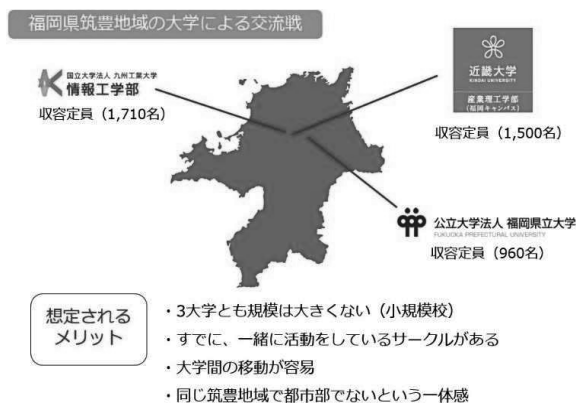 福岡県筑豊地域の大学による交流戦
国立大学法人 九州工業大学
情報工学部
収容定員（1,710名）
近畿大学
KINDAI UNIVERSITY
産業理工学部
（福岡キャンパス）
収容定員（1,500名）
公立大学法人 福岡県立大学
FUKUOKA PREFECTURAL UNIVERSITY
収容定員（960名）
想定される
メリット
・3大学とも規模は大きくない（小規模校）
・すでに、一緒に活動をしているサークルがある
・大学間の移動が容易
・同じ筑豊地域で都市部でないという一体感